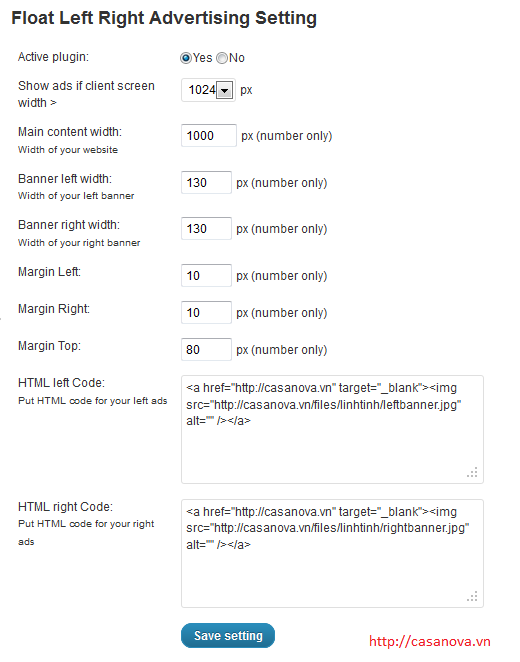 Float Left Right Advertising Setting
Active plugin: Yes No
Show ads if client screen 1024 px
width >
Main content width: 1000 px (number only)
Width of your website
Banner left width: 130 px (number only)
Width of your left banner
Banner right width: 130 px (number only)
Width of your right banner
Margin Left: 10 px (number only)
Margin Right: 10 px (number only)
Margin Top: 80 px (number only)
HTML left Code:
Put HTML code for your left ads
<a href="http://casanova.vn" target="_blank"><img
src="http://casanova.vn/files/linhtinh/leftbanner.jpg"
alt="" /></a>
HTML right Code:
Put HTML code for your right
ads
<a href="http://casanova.vn" target="_blank"><img
src="http://casanova.vn/files/linhtinh/rightbanner.jpg"
alt="" /></a>
Save setting
http://casanova.vn